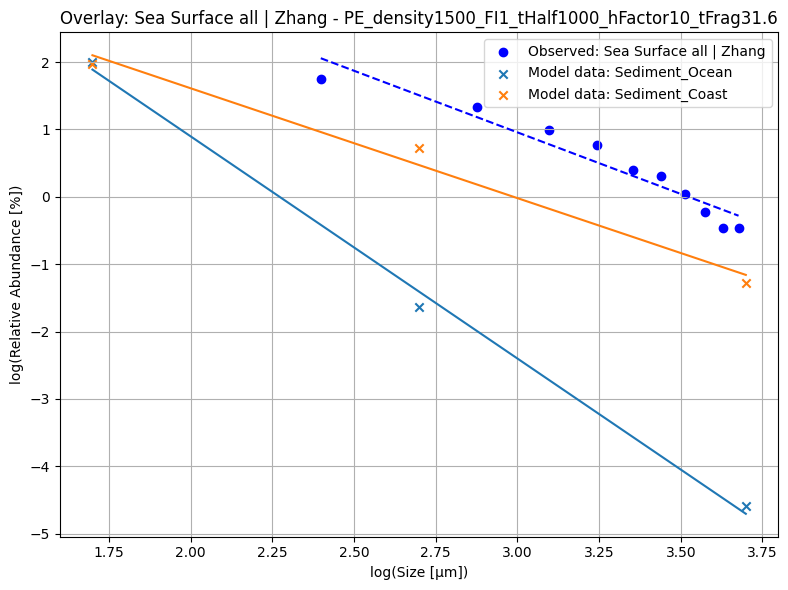 Overlay: Sea Surface all | Zhang - PE_density1500_FI1_tHalf1000_hFactor10_tFrag31.6
Observed: Sea Surface all | Zhang
Model data: Sediment_Ocean
Model data: Sediment_Coast
log(Relative Abundance [%])
2
1
0
−1
−2
−3
−4
−5
1.75
2.00
2.25
2.50
2.75
3.00
3.25
3.50
3.75
log(Size [µm])